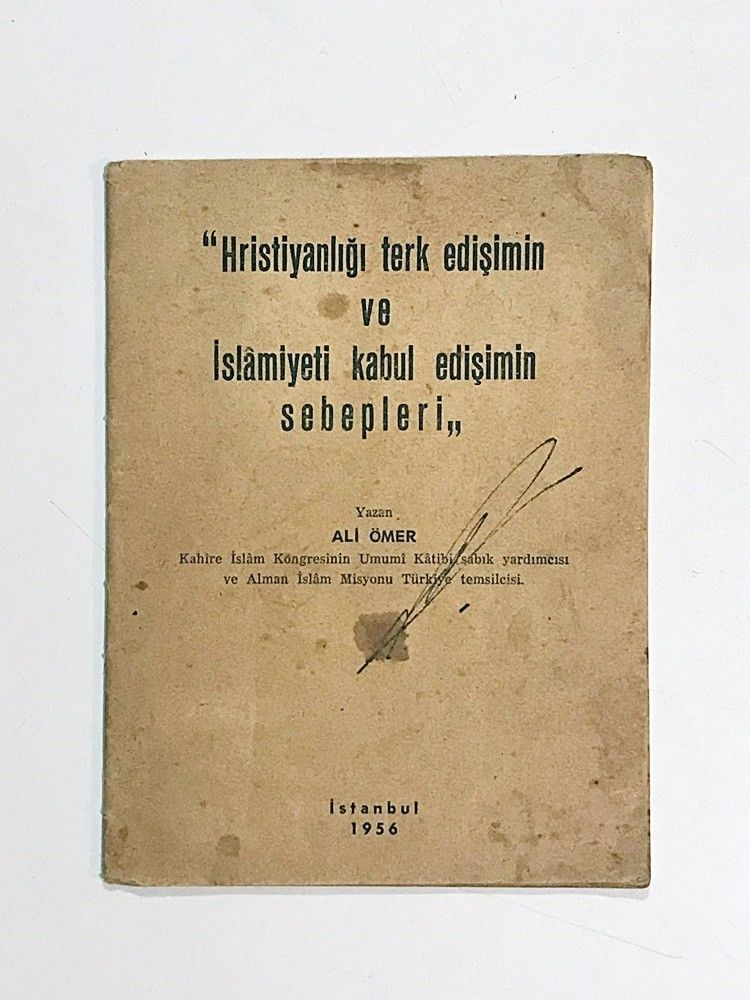 “Hristiyanlığı terk edişimin
ve
İslâmiyeti kabul edişimin
sebepleri„
Yazan
ALİ ÖMER
Kahire İslâm Kongresinin Umumî Kâtibi sabık yardımcısı
ve Alman İslâm Misyonu Türkiye temsilcisi.
İstanbul
1956